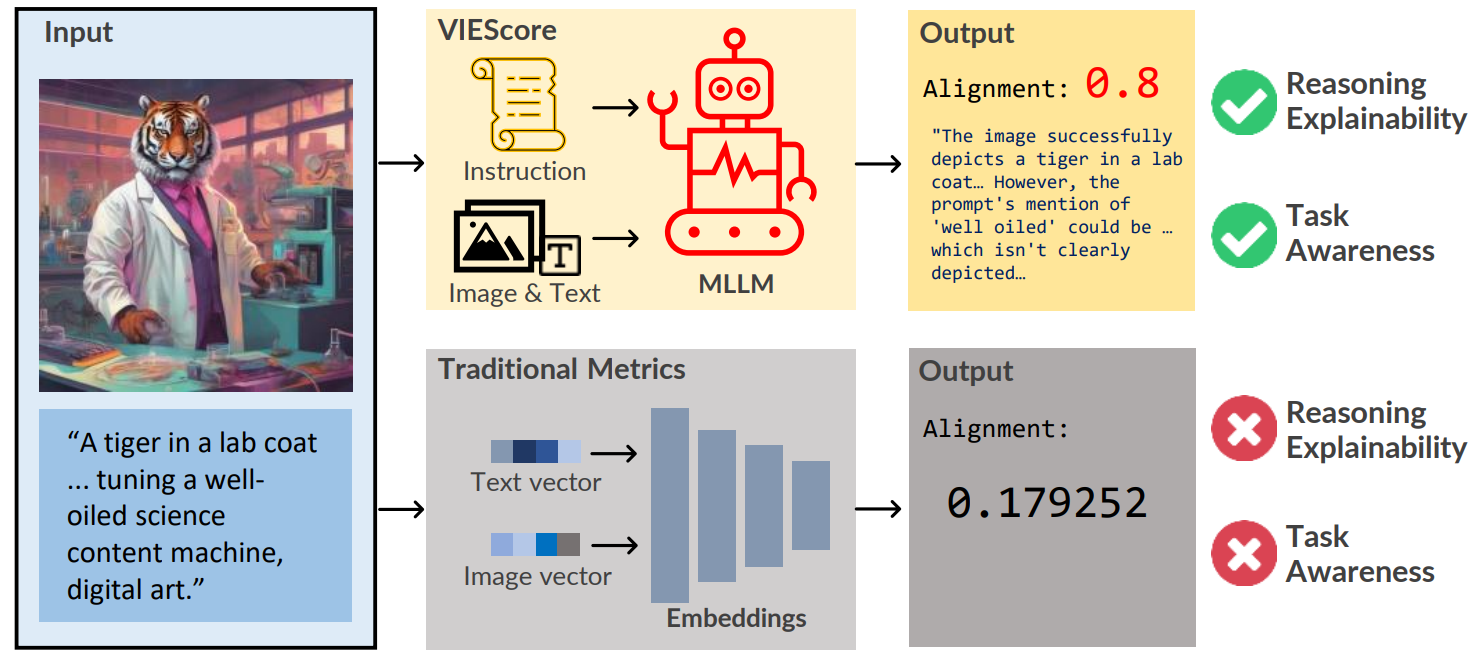 Input
“A tiger in a lab coat
... tuning a well-
oiled science
content machine,
digital art.”
VIEScore
Instruction
Image & Text
MLLM
Output
Alignment: 0.8
"The image successfully
depicts a tiger in a lab
coat… However, the
prompt's mention of
'well oiled' could be …
which isn't clearly
depicted…
Reasoning
Explainability
Task
Awareness
Traditional Metrics
Text vector
Image vector
Embeddings
Output
Alignment:
0.179252
Reasoning
Explainability
Task
Awareness
T